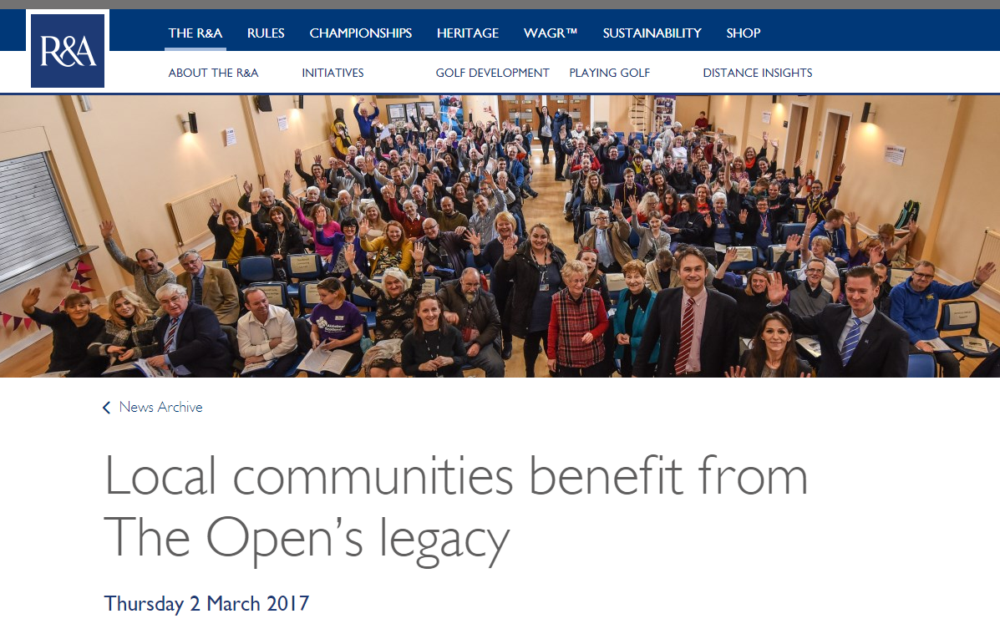 R&A
THE R&A RULES CHAMPIONSHIPS HERITAGE WAGR™ SUSTAINABILITY SHOP
ABOUT THE R&A INITIATIVES GOLF DEVELOPMENT PLAYING GOLF DISTANCE INSIGHTS
News Archive
Local communities benefit from
The Open’s legacy
Thursday 2 March 2017